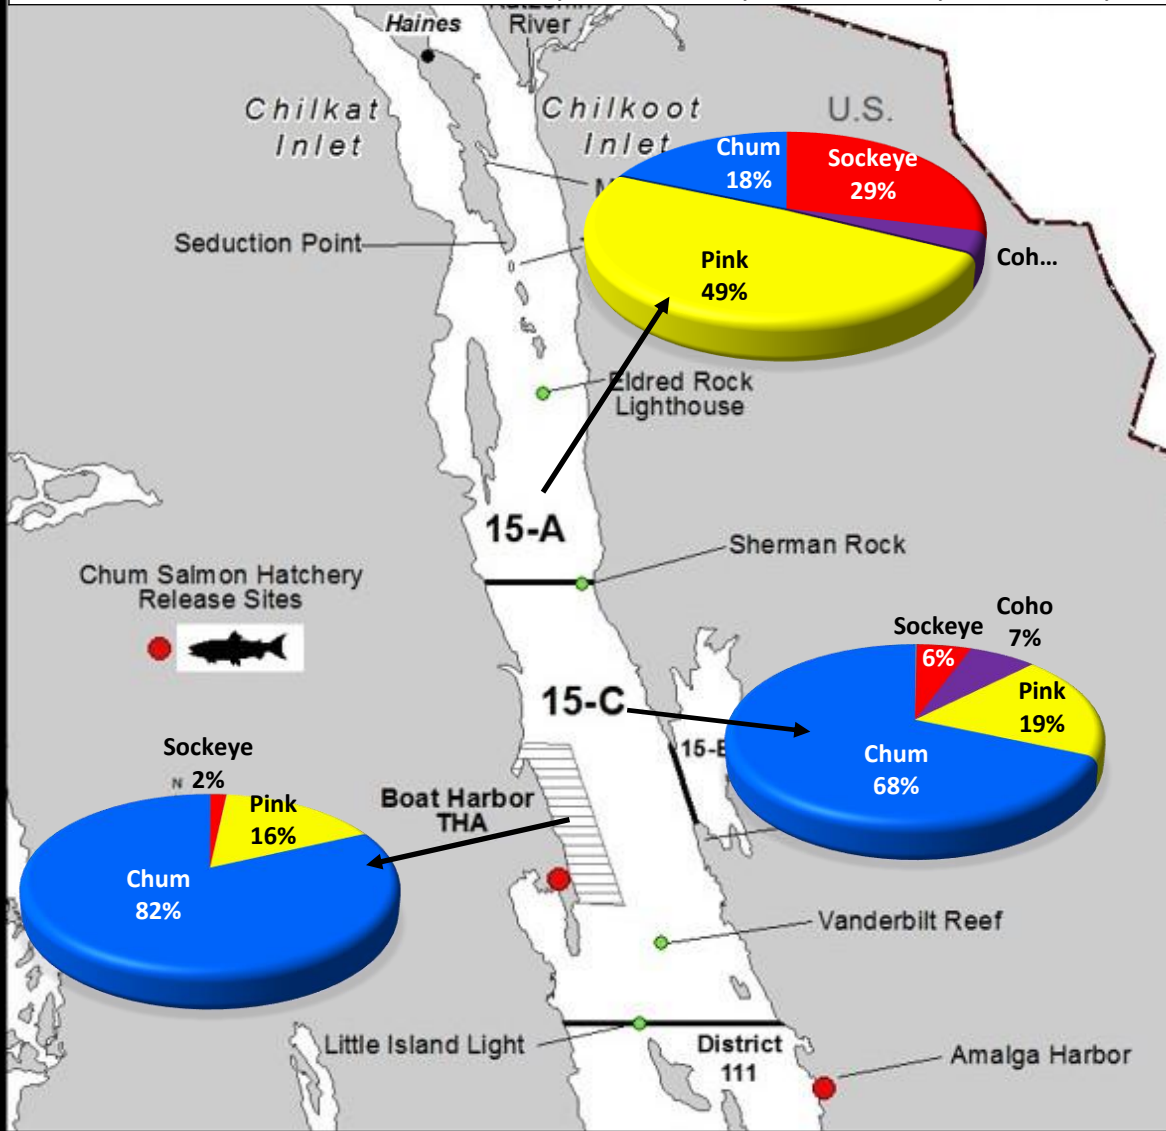 Haines
River
Chilkat
Inlet
Chilkoot
Inlet
U.S.
Chum
18%
Sockeye
29%
Coh...
Pink
49%
Seduction Point
Eldred Rock
Lighthouse
15-A
Sherman Rock
Chum Salmon Hatchery
Release Sites
15-C
Sockeye
6%
Coho
7%
Pink
19%
Chum
68%
Sockeye
2%
N
Pink
16%
Chum
82%
Boat Harbor
THA
Vanderbilt Reef
Little Island Light
District
111
Amalga Harbor